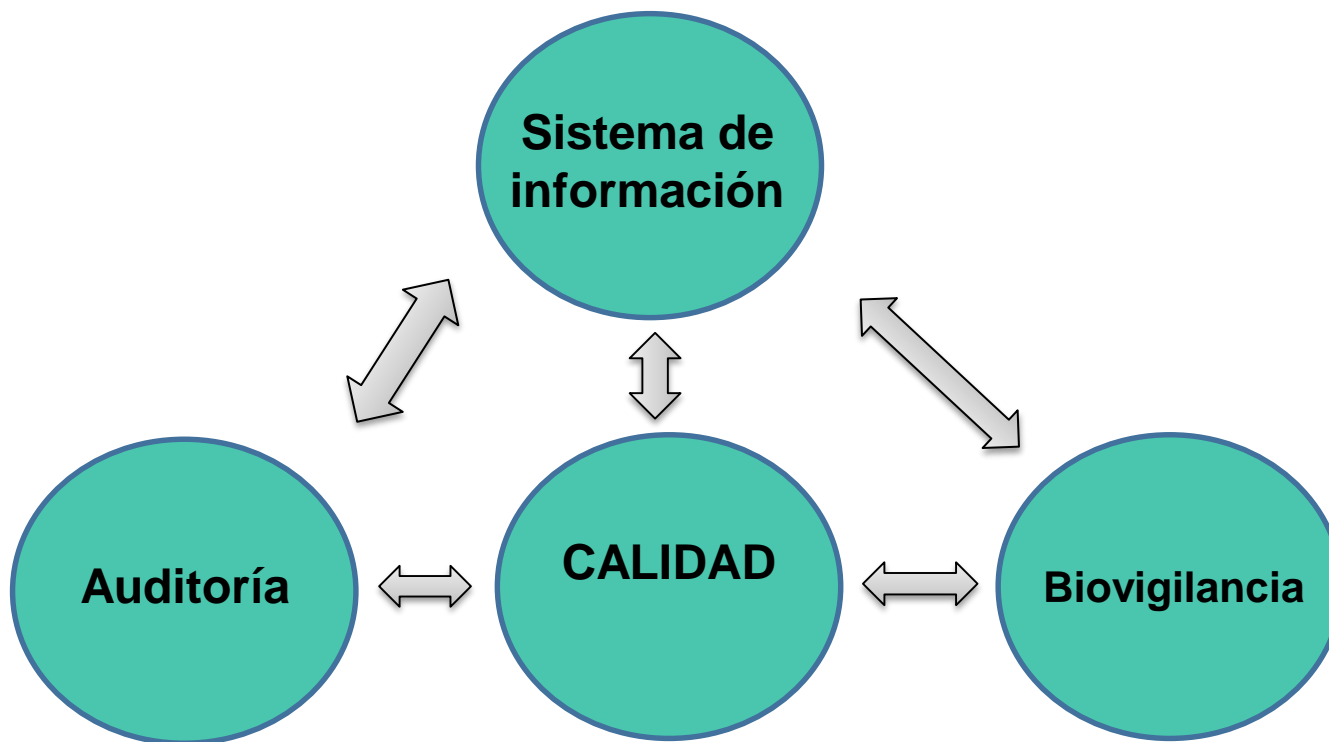 Sistema de
información
Auditoría
CALIDAD
Biovigilancia